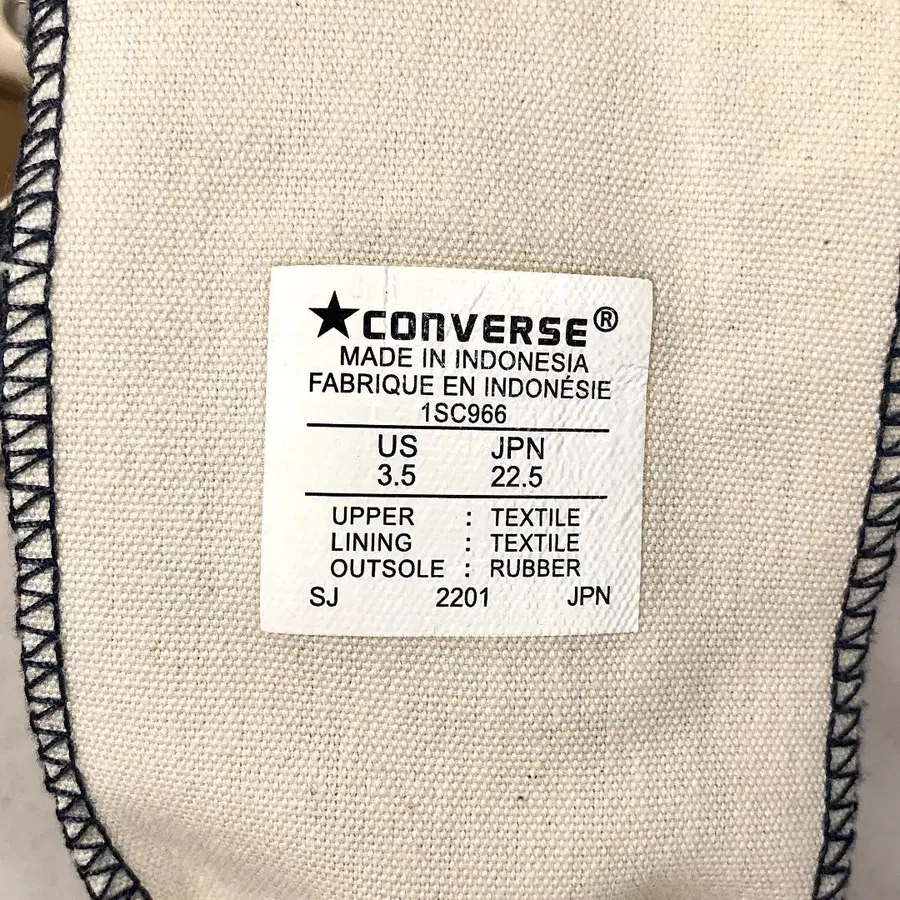 ★CONVERSE®
MADE IN INDONESIA
FABRIQUE EN INDONÉSIE
1SC966
US JPN
3.5 22.5
UPPER : TEXTILE
LINING : TEXTILE
OUTSOLE : RUBBER
SJ 2201 JPN